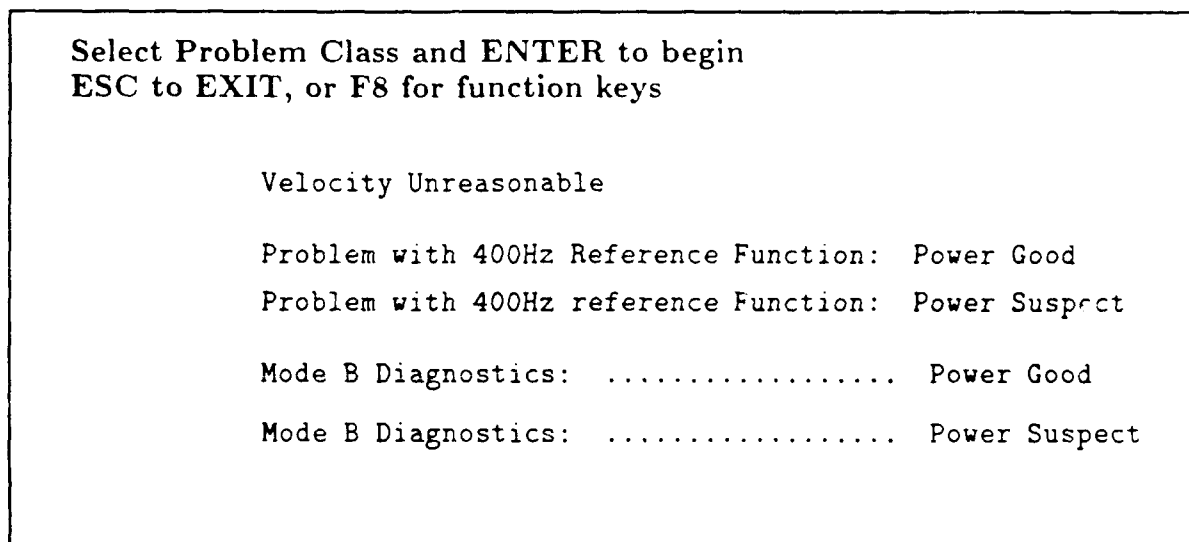 Select Problem Class and ENTER to begin
ESC to EXIT, or F8 for function keys
Velocity Unreasonable
Problem with 400Hz Reference Function: Power Good
Problem with 400Hz reference Function: Power Suspect
Mode B Diagnostics: .................. Power Good
Mode B Diagnostics: .................. Power Suspect